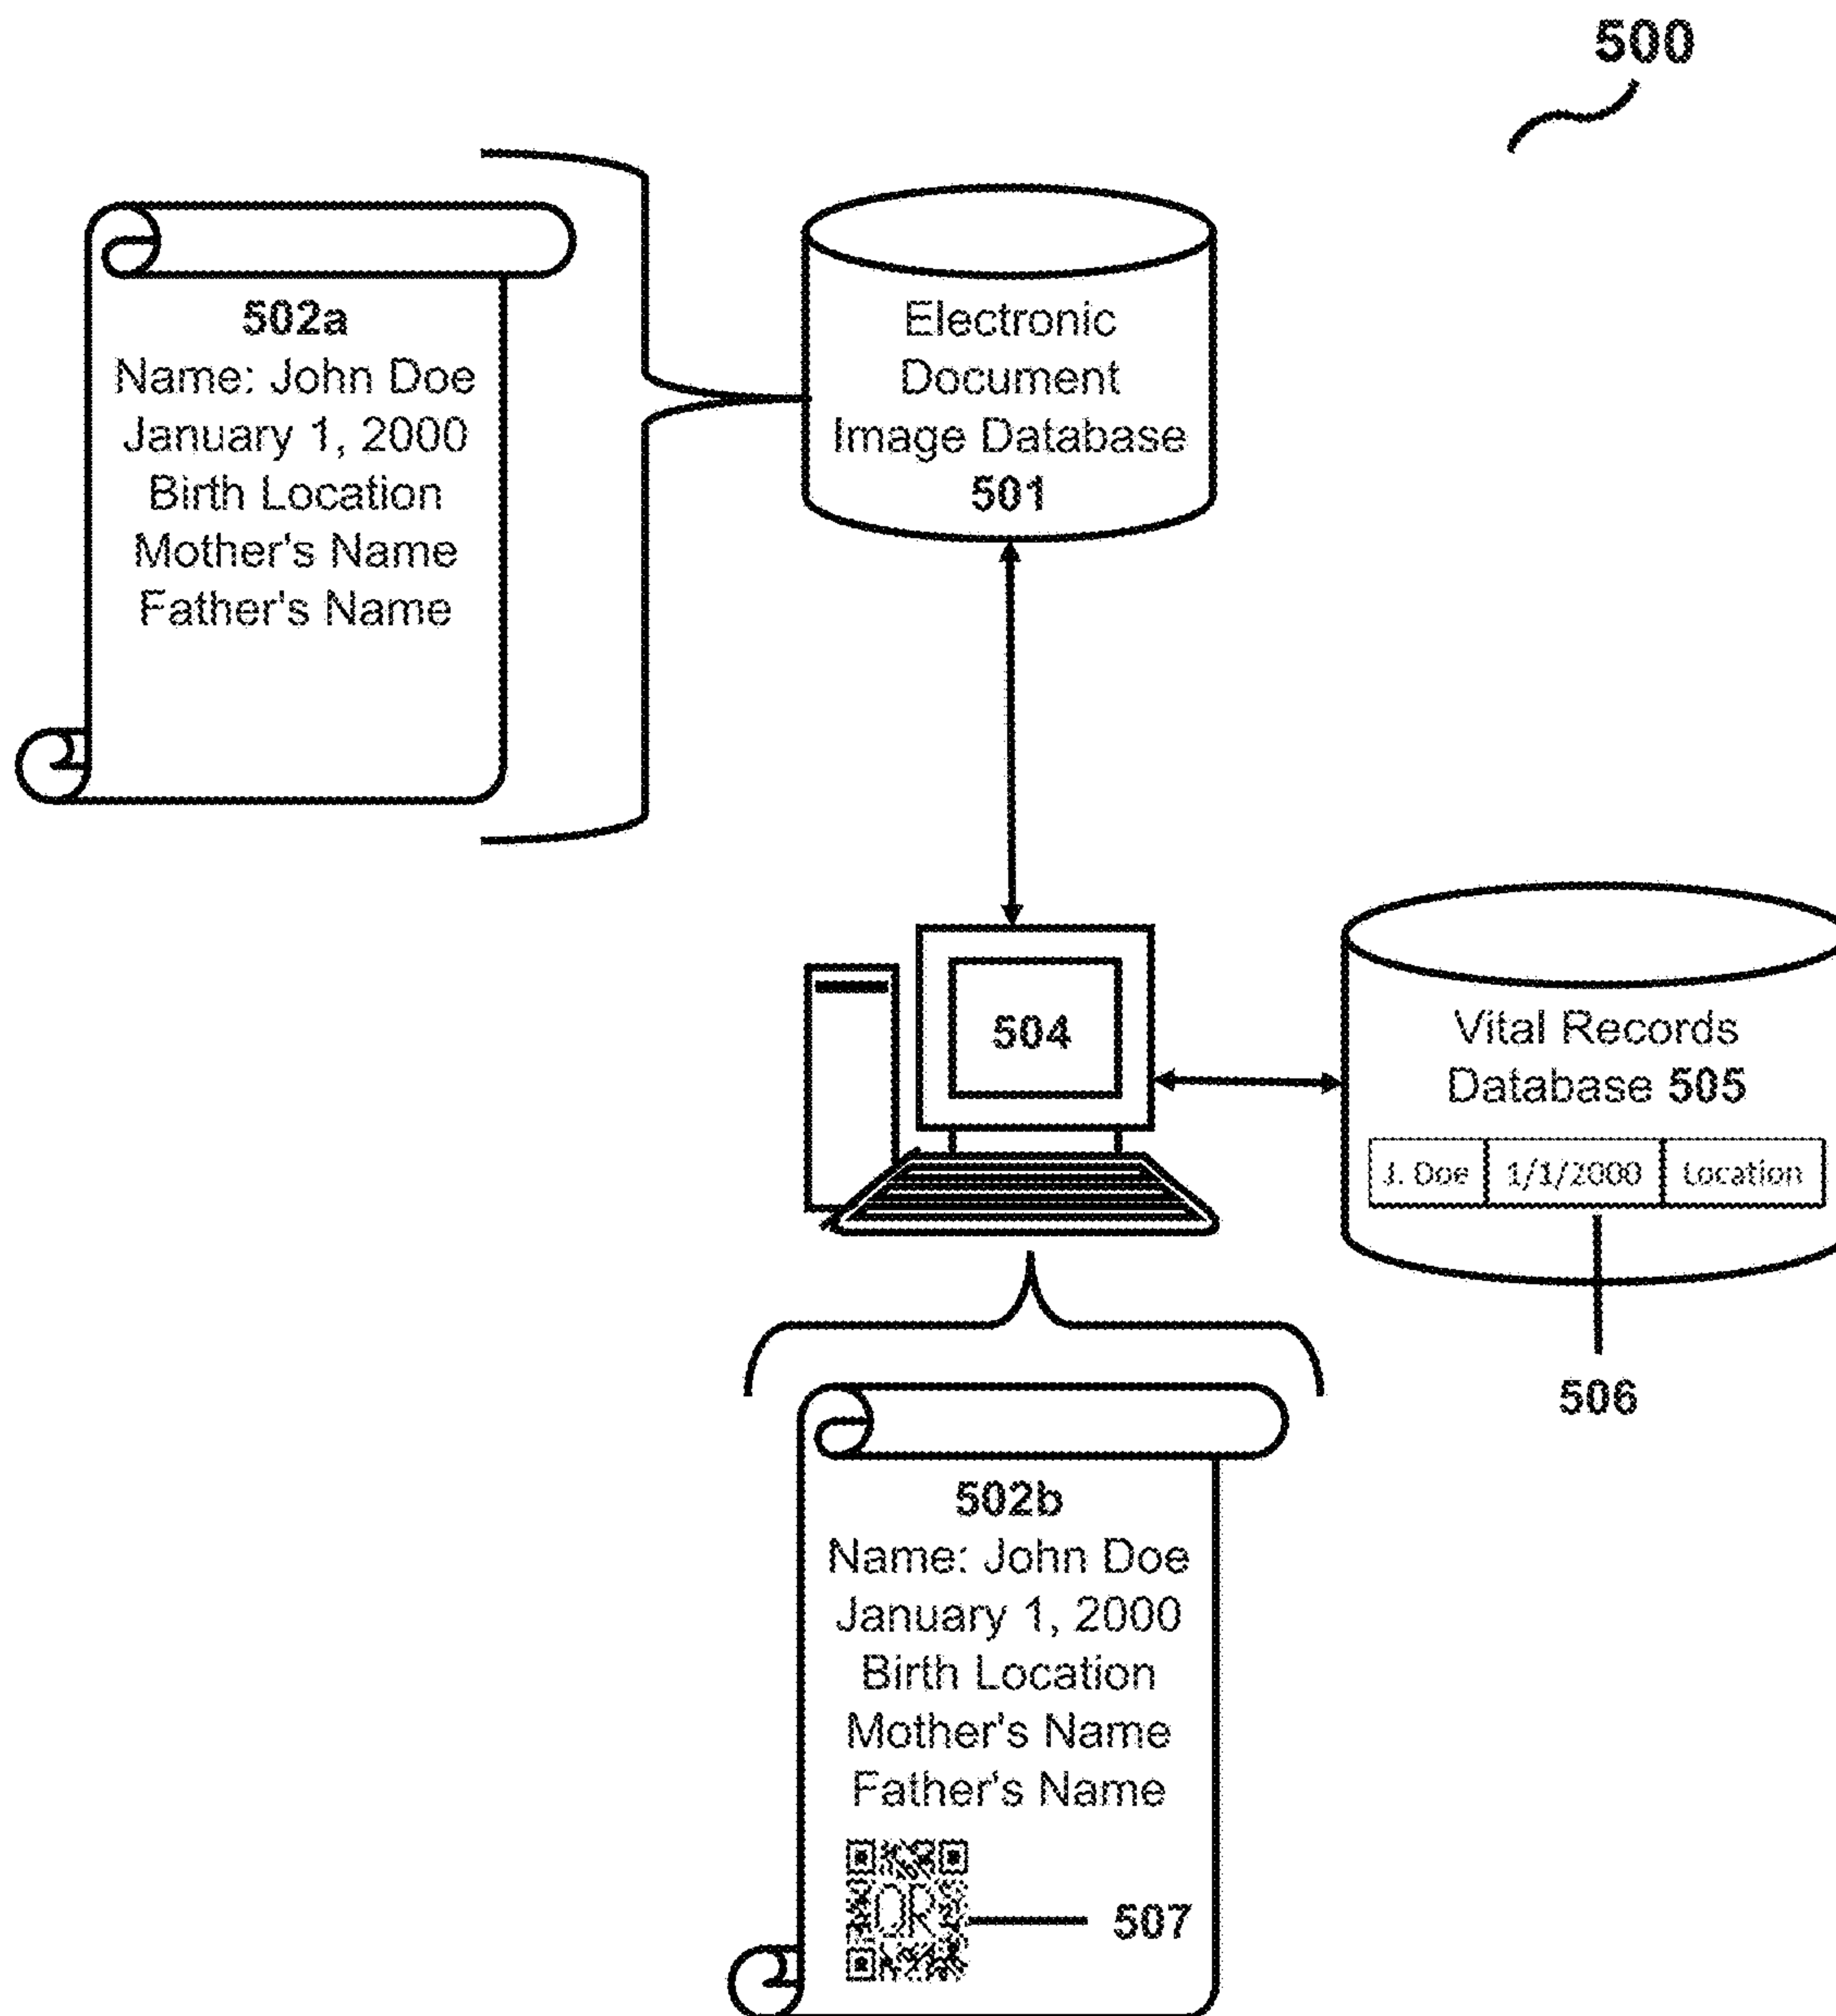 500
502a
Name: John Doe
January 1, 2000
Birth Location
Mother's Name
Father's Name
Electronic
Document
Image Database
501
504
Vital Records
Database 505
J. Doe 1/1/2000 Location
506
502b
Name: John Doe
January 1, 2000
Birth Location
Mother's Name
Father's Name
QR
507